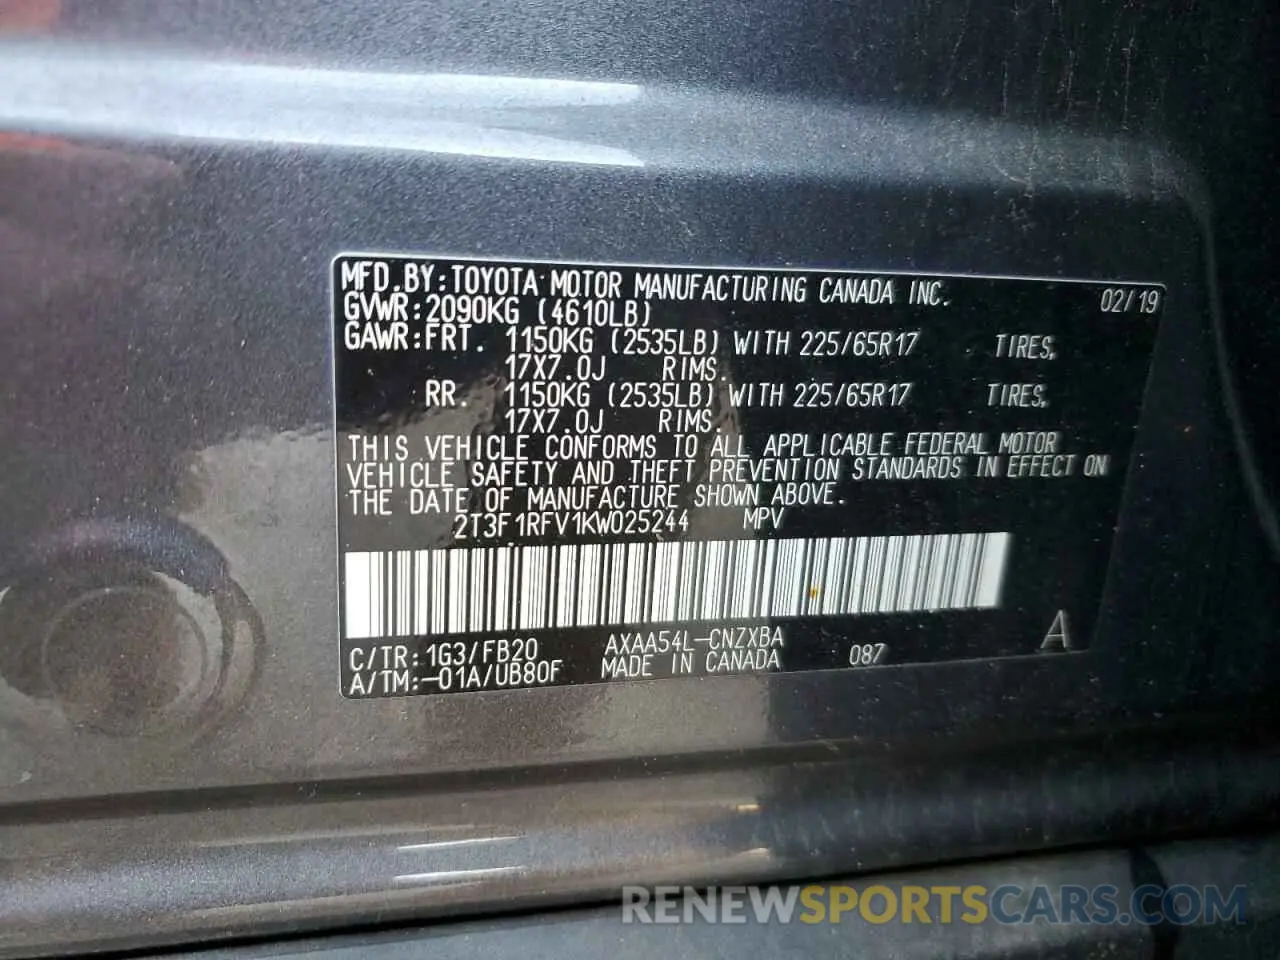 MFD.BY:TOYOTA MOTOR MANUFACTURING CANADA INC. 02/19
GVWR:2090KG (4610LB)
GAWR:FRT. 1150KG (2535LB) WITH 225/65R17 TIRES,
17X7.0J RIMS.
RR. 1150KG (2535LB) WITH 225/65R17 TIRES,
17X7.0J RIMS.
THIS VEHICLE CONFORMS TO ALL APPLICABLE FEDERAL MOTOR
VEHICLE SAFETY AND THEFT PREVENTION STANDARDS IN EFFECT ON
THE DATE OF MANUFACTURE SHOWN ABOVE.
2T3F1RFV1KW025244 MPV
C/TR:1G3/FB20 AXAA54L-CNZXBA
A/TM:-01A/UB80F MADE IN CANADA 087 A
RENEWSPORTSCARS.COM